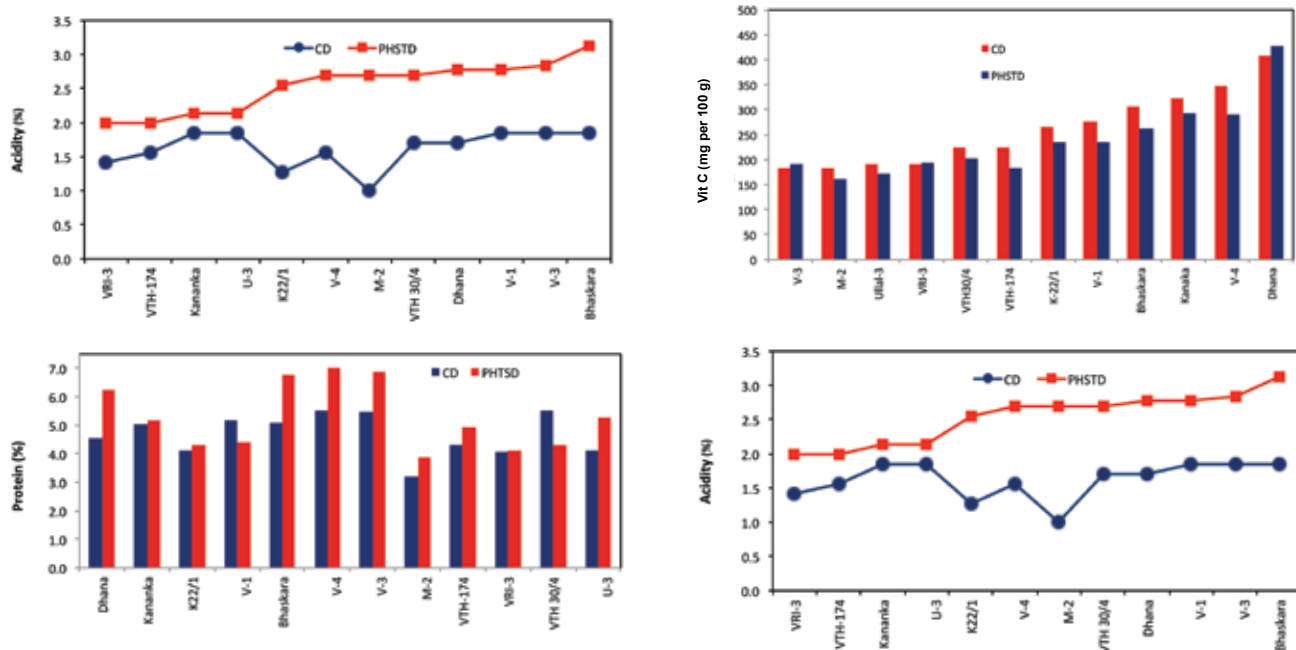 3.5
3.0
2.5
2.0
1.5
1.0
0.5
0.0
Acidity (%)
CD PHSTD
VRI-3 VTH-174 Kananka U-3 K22/1 V-4 M-2 VTH 30/4 Dhana V-1 V-3 Bhaskara
500
450
400
350
300
250
200
150
100
50
0
Vit C (mg per 100 g)
CD
PHSTD
V-3 M-2 Ullal-3 VRI-3 VTH30/4 VTH-174 K-22/1 V-1 Bhaskara Kanaka V-4 Dhana
7.0
6.0
5.0
4.0
3.0
2.0
1.0
0.0
Protein (%)
CD PHTSD
Dhana Kananka K22/1 V-1 Bhaskara V-4 V-3 M-2 VTH-174 VRI-3 VTH 30/4 U-3
3.5
3.0
2.5
2.0
1.5
1.0
0.5
0.0
Acidity (%)
CD PHSTD
VRI-3 VTH-174 Kananka U-3 K22/1 V-4 M-2 VTH 30/4 Dhana V-1 V-3 Bhaskara